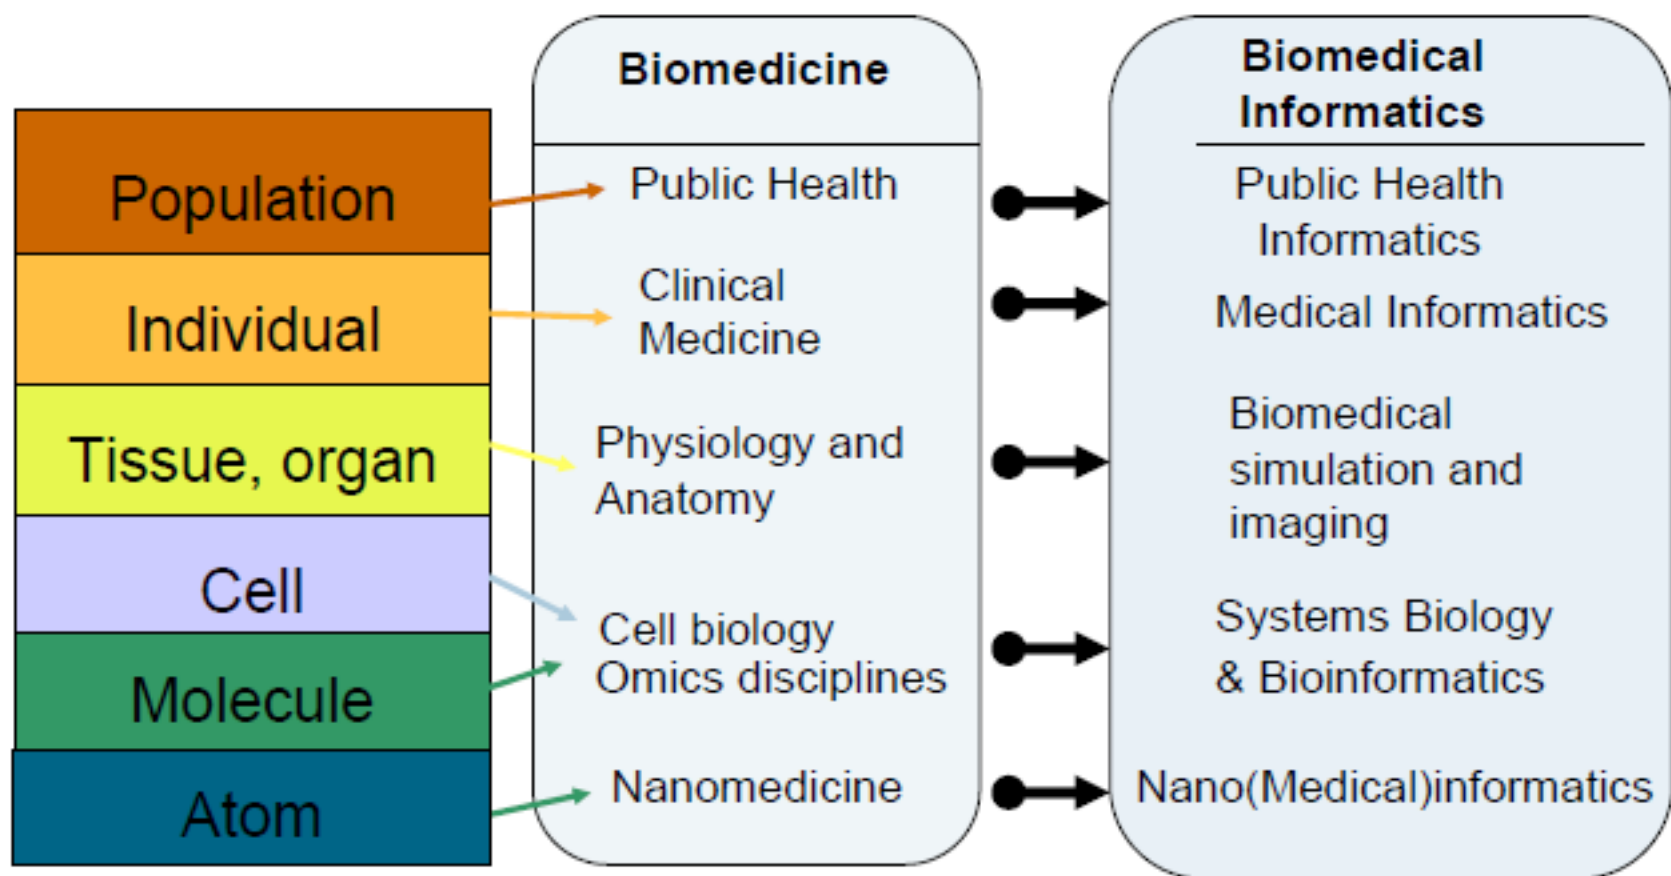 Population
Individual
Tissue, organ
Cell
Molecule
Atom
Biomedicine
Public Health
Clinical
Medicine
Physiology and
Anatomy
Cell biology
Omics disciplines
Nanomedicine
Biomedical
Informatics
Public Health
Informatics
Medical Informatics
Biomedical
simulation and
imaging
Systems Biology
& Bioinformatics
Nano(Medical)informatics